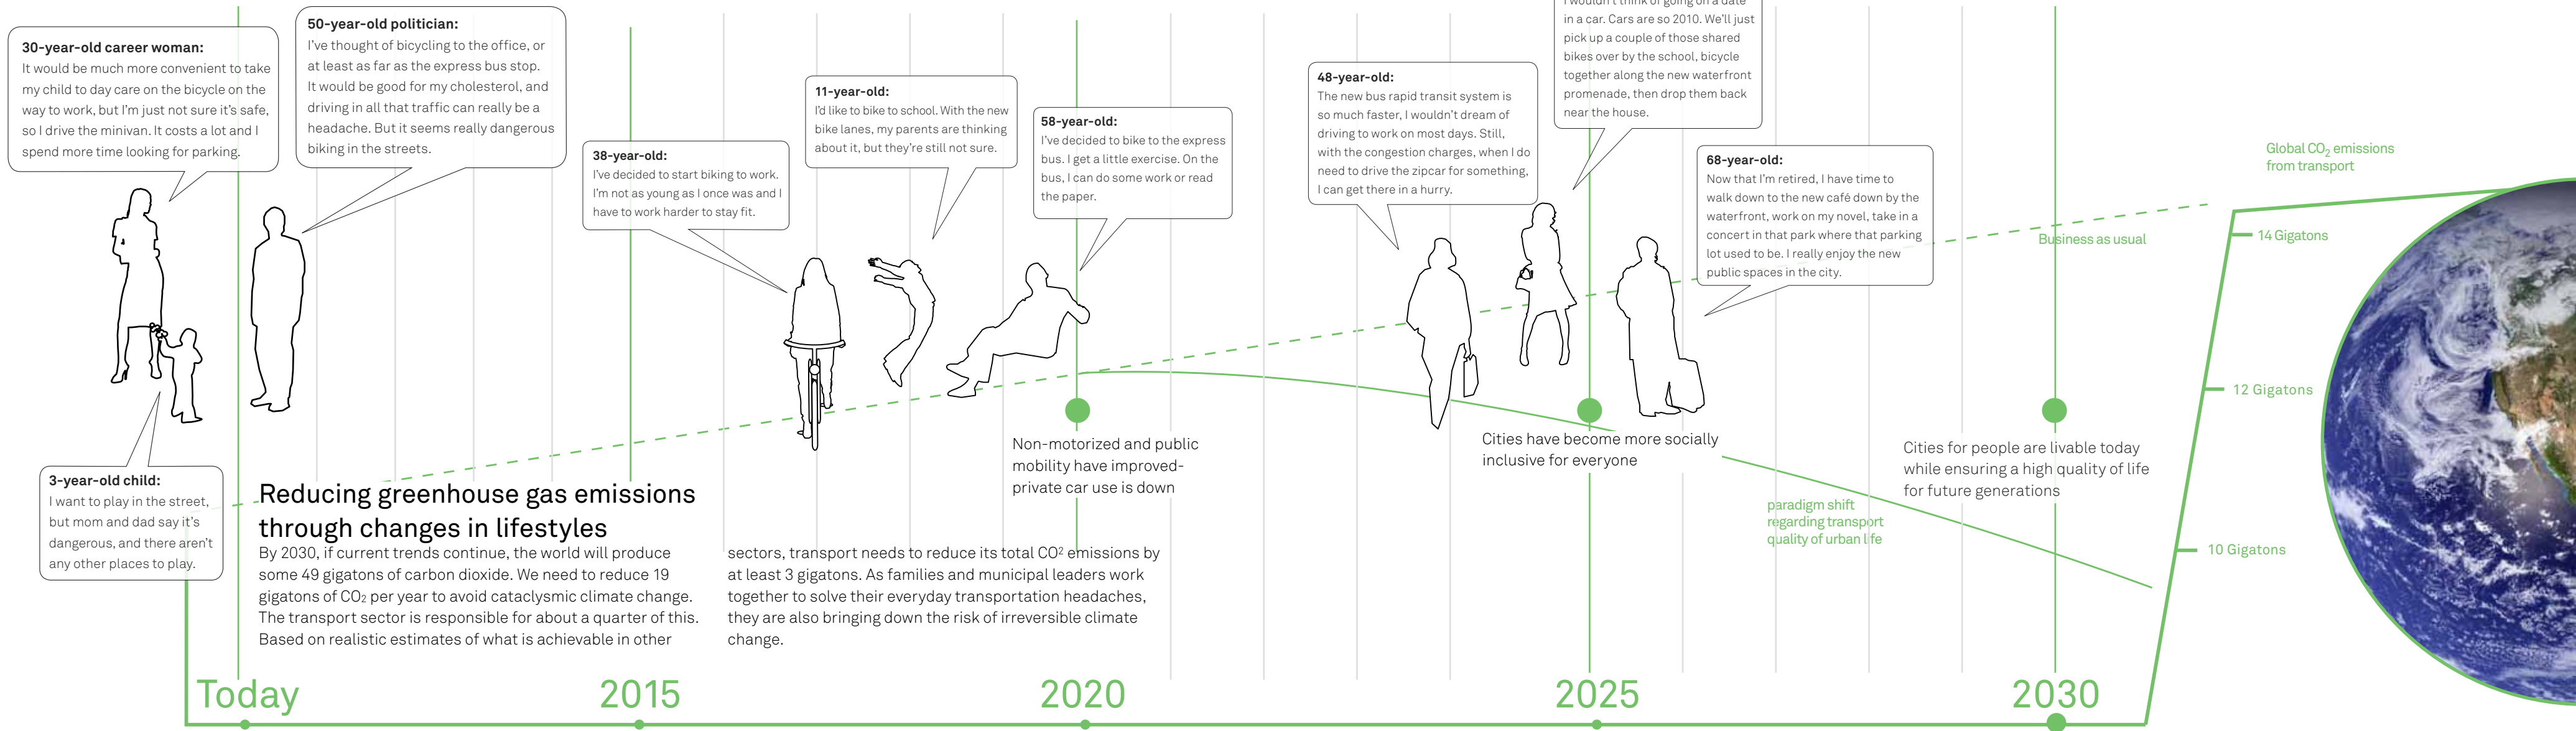 30-year-old career woman:
It would be much more convenient to take
my child to day care on the bicycle on the
way to work, but I'm just not sure it's safe,
so I drive the minivan. It costs a lot and I
spend more time looking for parking.
50-year-old politician:
I've thought of bicycling to the office, or
at least as far as the express bus stop.
It would be good for my cholesterol, and
driving in all that traffic can really be a
headache. But it seems really dangerous
biking in the streets.
3-year-old child:
I want to play in the street,
but mom and dad say it's
dangerous, and there aren't
any other places to play.
38-year-old:
I've decided to start biking to work.
I'm not as young as I once was and I
have to work harder to stay fit.
11-year-old:
I'd like to bike to school. With the new
bike lanes, my parents are thinking
about it, but they're still not sure.
58-year-old:
I've decided to bike to the express
bus. I get a little exercise. On the
bus, I can do some work or read
the paper.
48-year-old:
The new bus rapid transit system is
so much faster, I wouldn't dream of
driving to work on most days. Still,
with the congestion charges, when I do
need to drive the zipcar for something,
I can get there in a hurry.
I wouldn't think of going on a date
in a car. Cars are so 2010. We'll just
pick up a couple of those shared
bikes over by the school, bicycle
together along the new waterfront
promenade, then drop them back
near the house.
68-year-old:
Now that I'm retired, I have time to
walk down to the new café down by the
waterfront, work on my novel, take in a
concert in that park where that parking
lot used to be. I really enjoy the new
public spaces in the city.
Global CO2 emissions
from transport
Business as usual
14 Gigatons
12 Gigatons
10 Gigatons
Non-motorized and public
mobility have improved-
private car use is down
Cities have become more socially
inclusive for everyone
Cities for people are livable today
while ensuring a high quality of life
for future generations
paradigm shift
regarding transport
quality of urban life
Reducing greenhouse gas emissions
through changes in lifestyles
By 2030, if current trends continue, the world will produce
some 49 gigatons of carbon dioxide. We need to reduce 19
gigatons of CO2 per year to avoid cataclysmic climate change.
The transport sector is responsible for about a quarter of this.
Based on realistic estimates of what is achievable in other
sectors, transport needs to reduce its total CO² emissions by
at least 3 gigatons. As families and municipal leaders work
together to solve their everyday transportation headaches,
they are also bringing down the risk of irreversible climate
change.
Today
2015
2020
2025
2030